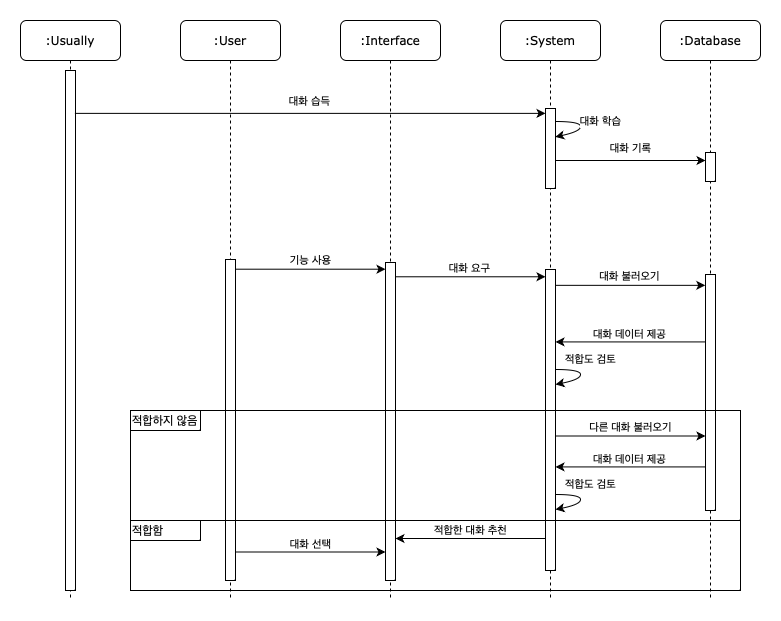 :Usually
:User
:Interface
:System
:Database
대화 습득
대화 학습
대화 기록
기능 사용
대화 요구
대화 불러오기
대화 데이터 제공
적합도 검토
적합하지 않음
다른 대화 불러오기
대화 데이터 제공
적합도 검토
적합함
적합한 대화 추천
대화 선택